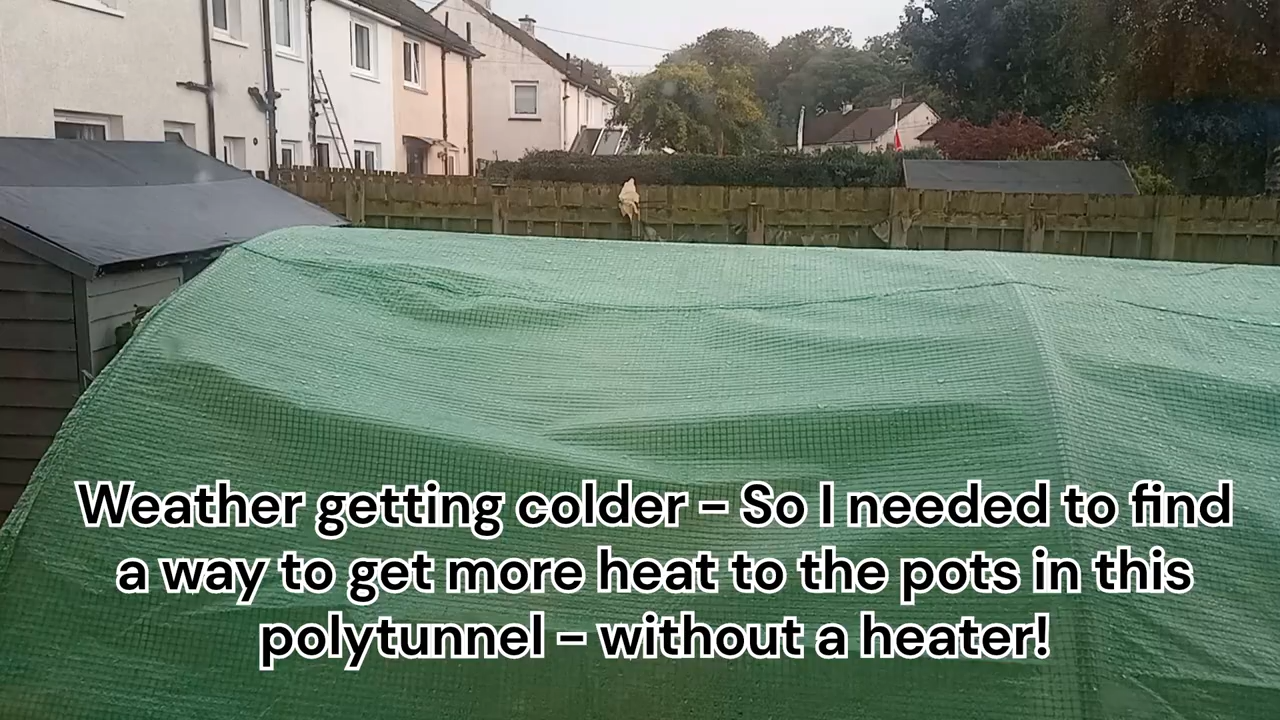 Weather getting colder – So I needed to find
a way to get more heat to the pots in this
polytunnel – without a heater!